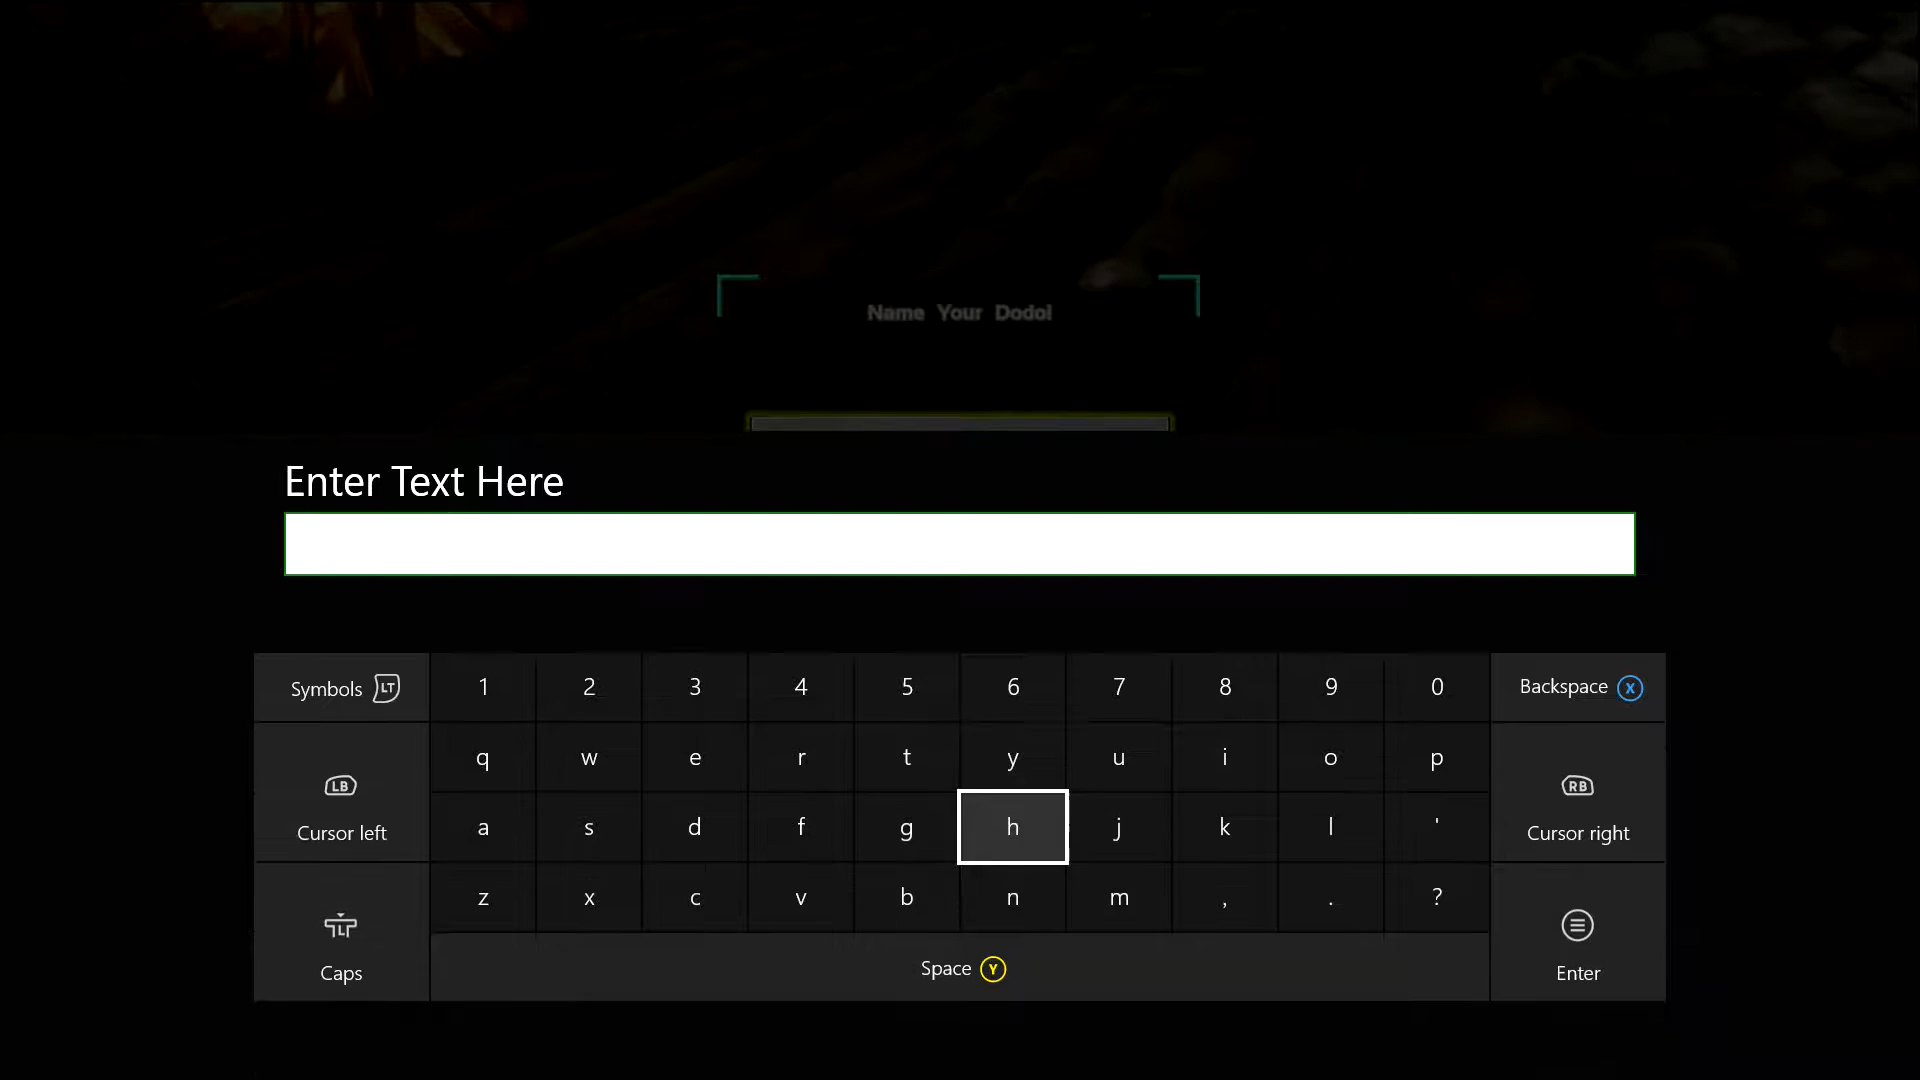 Name Your Dodo!
Enter Text Here
Symbols LT 1 2 3 4 5 6 7 8 9 0 Backspace X
q w e r t y u i o p
LB RB
Cursor left a s d f g h j k l ' Cursor right
z x c v b n m , . ?
LT
Caps Space Y Enter